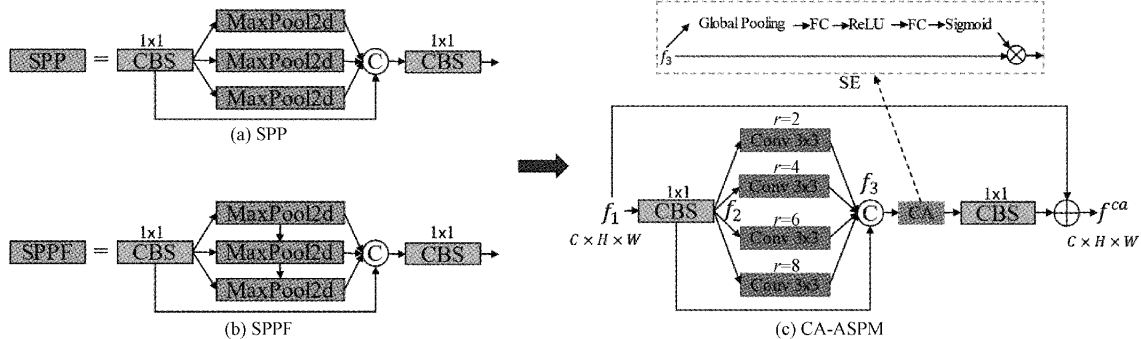 SPP = 1x1 CBS MaxPool2d MaxPool2d MaxPool2d C 1x1 CBS
(a) SPP
SPPF = 1x1 CBS MaxPool2d MaxPool2d MaxPool2d C 1x1 CBS
(b) SPPF
f₃ Global Pooling FC ReLU FC Sigmoid
SE
f₁
C × H × W
1x1
CBS
f₂
r=2
Conv 3x3
r=4
Conv 3x3
r=6
Conv 3x3
r=8
Conv 3x3
f₃
C
CA
1x1
CBS
f^{ca}
C × H × W
(c) CA-ASPM